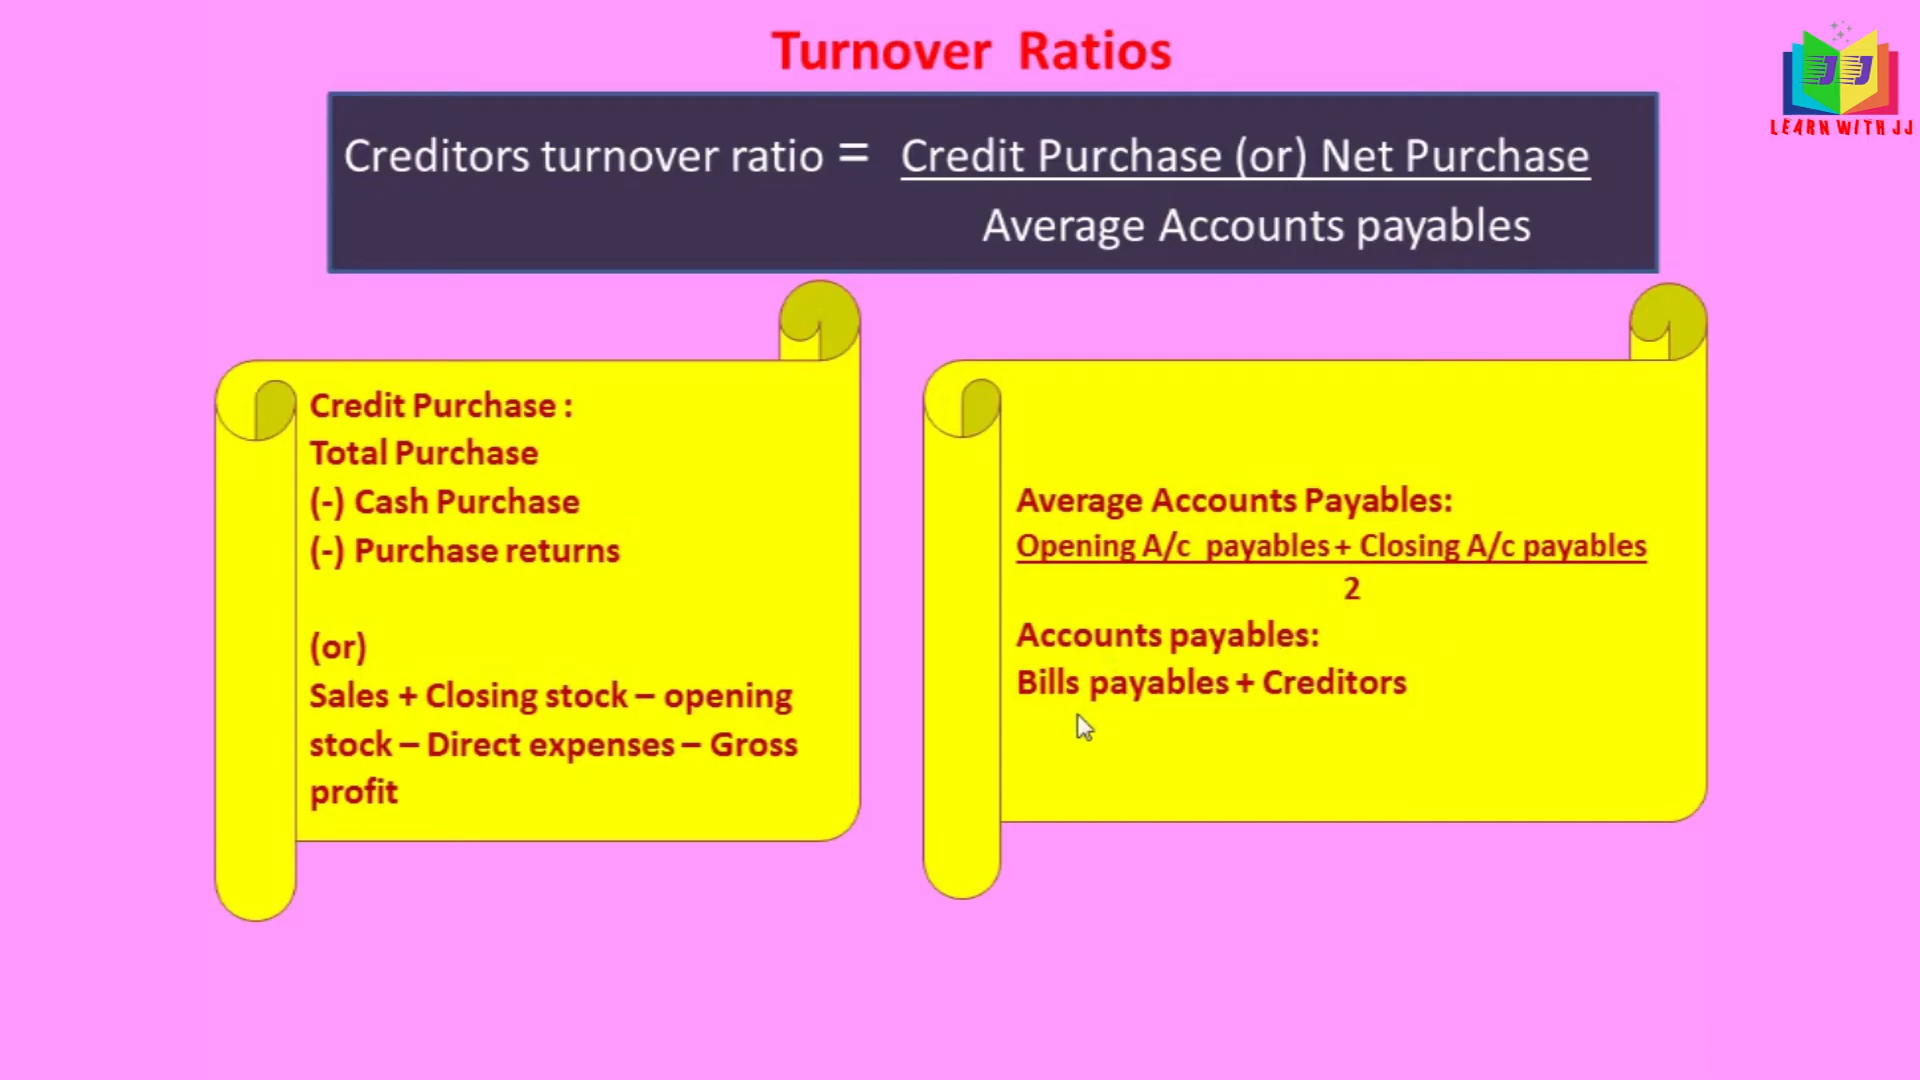 Turnover Ratios
LEARN WITH JJ
Creditors turnover ratio = Credit Purchase (or) Net Purchase
Average Accounts payables
Credit Purchase :
Total Purchase
(-) Cash Purchase
(-) Purchase returns
(or)
Sales + Closing stock – opening
stock – Direct expenses – Gross
profit
Average Accounts Payables:
Opening A/c payables + Closing A/c payables
2
Accounts payables:
Bills payables + Creditors